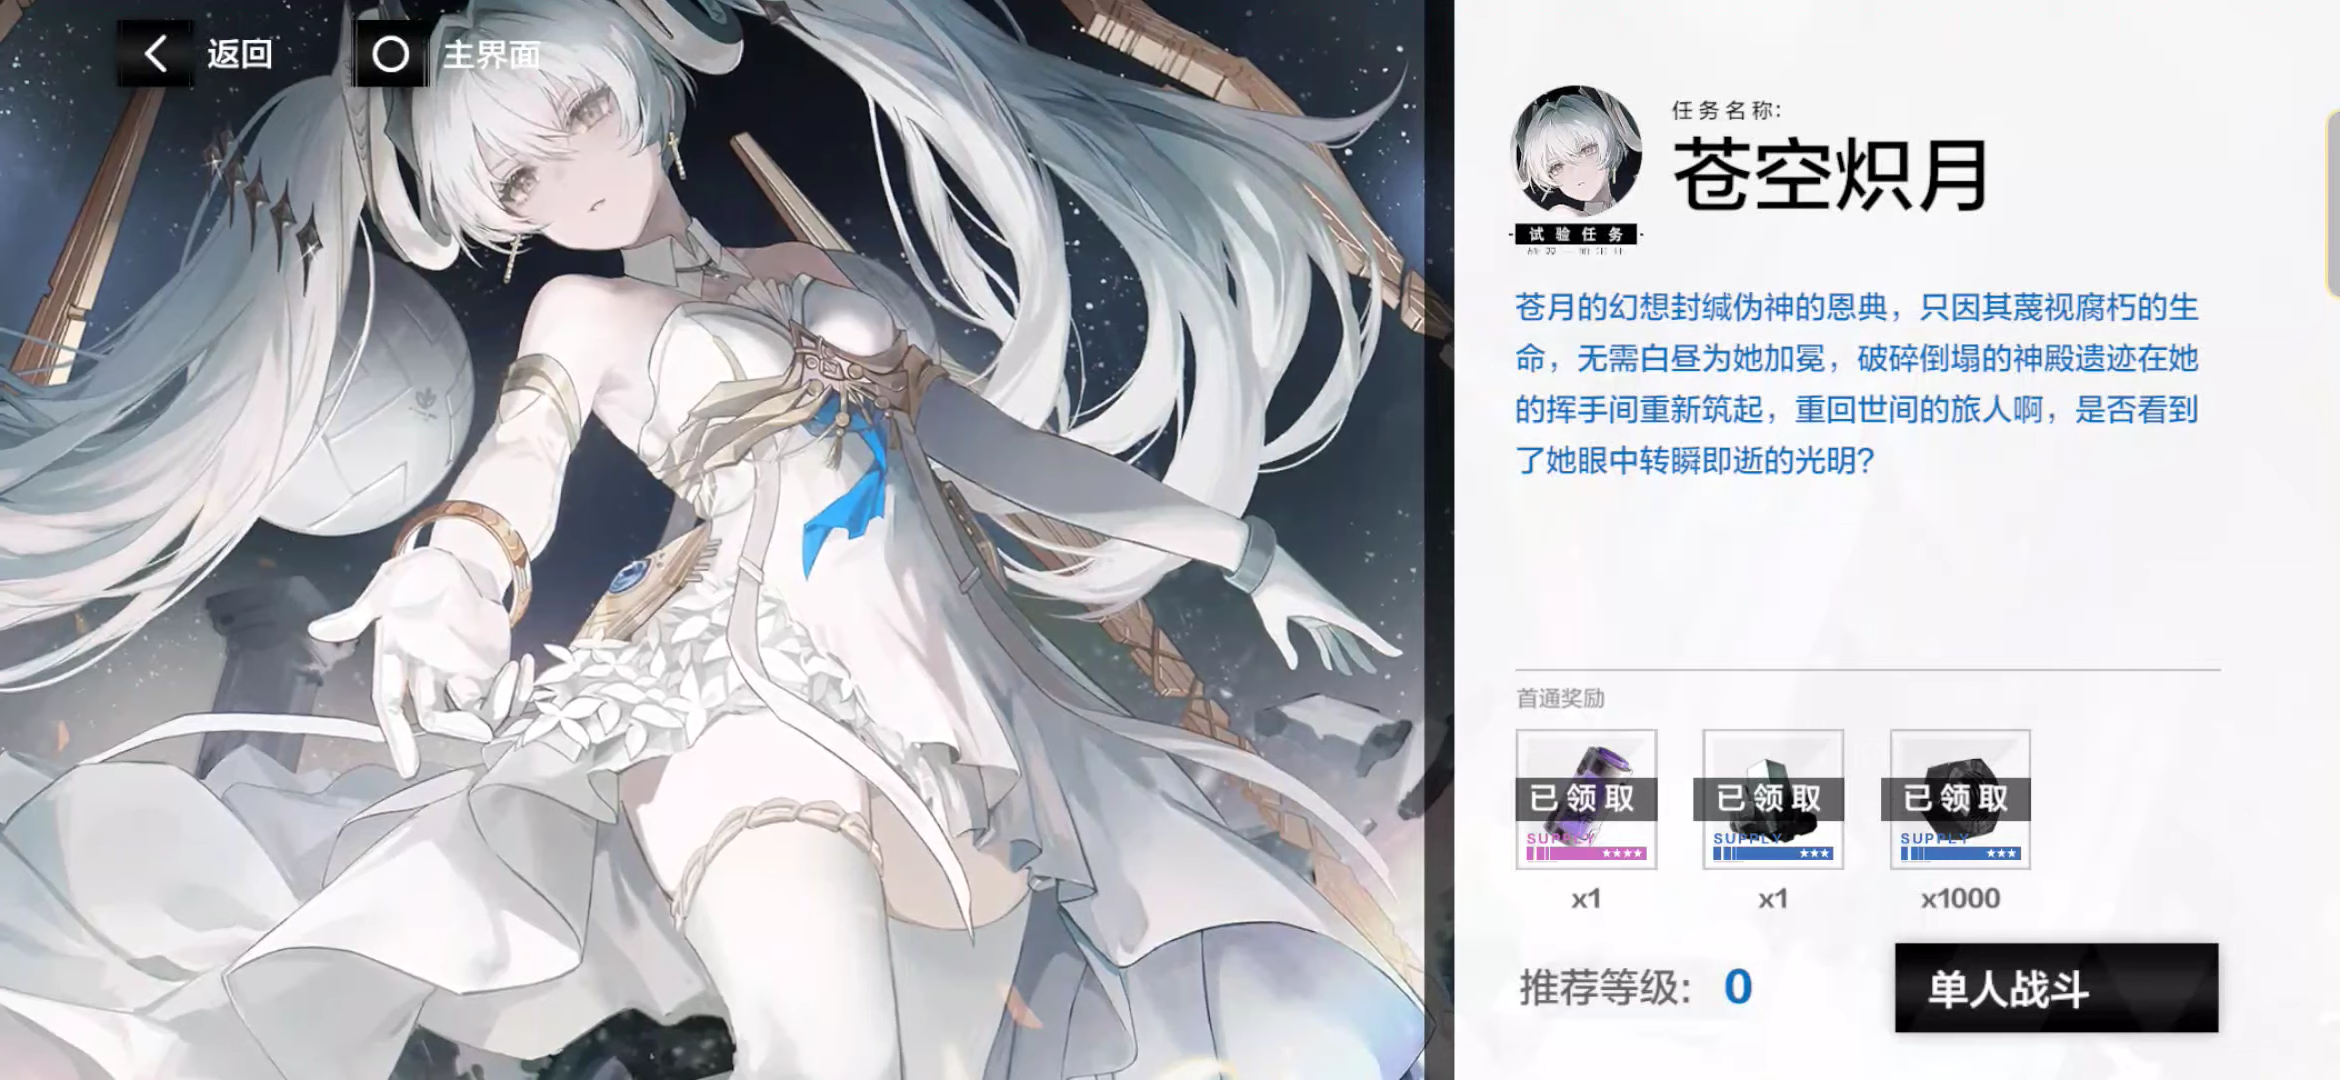 返回
主界面
任务名称:
苍空炽月
试验任务
苍月的幻想封缄伪神的恩典，只因其蔑视腐朽的生
命，无需白昼为她加冕，破碎倒塌的神殿遗迹在她
的挥手间重新筑起，重回世间的旅人啊，是否看到
了她眼中转瞬即逝的光明?
首通奖励
已领取
已领取
已领取
SUPPLY
SUPPLY
SUPPLY
x1
x1
x1000
推荐等级: 0
单人战斗